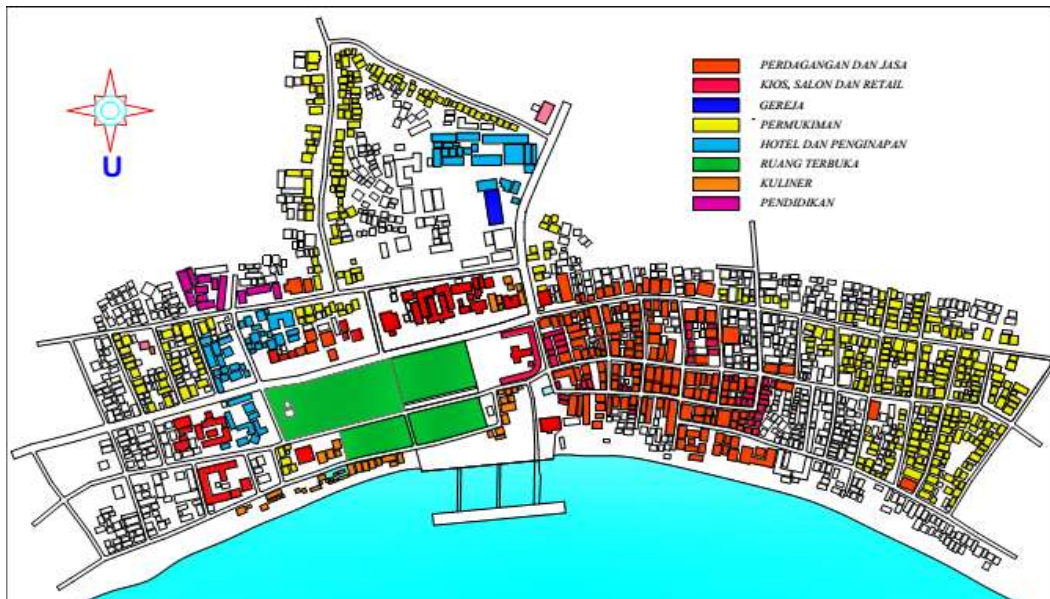 PERDAGANGAN DAN JASA
KIOS, SALON DAN RETAIL
GEREJA
PERMUKIMAN
HOTEL DAN PENGINAPAN
RUANG TERBUKA
KULINER
PENDIDIKAN
U